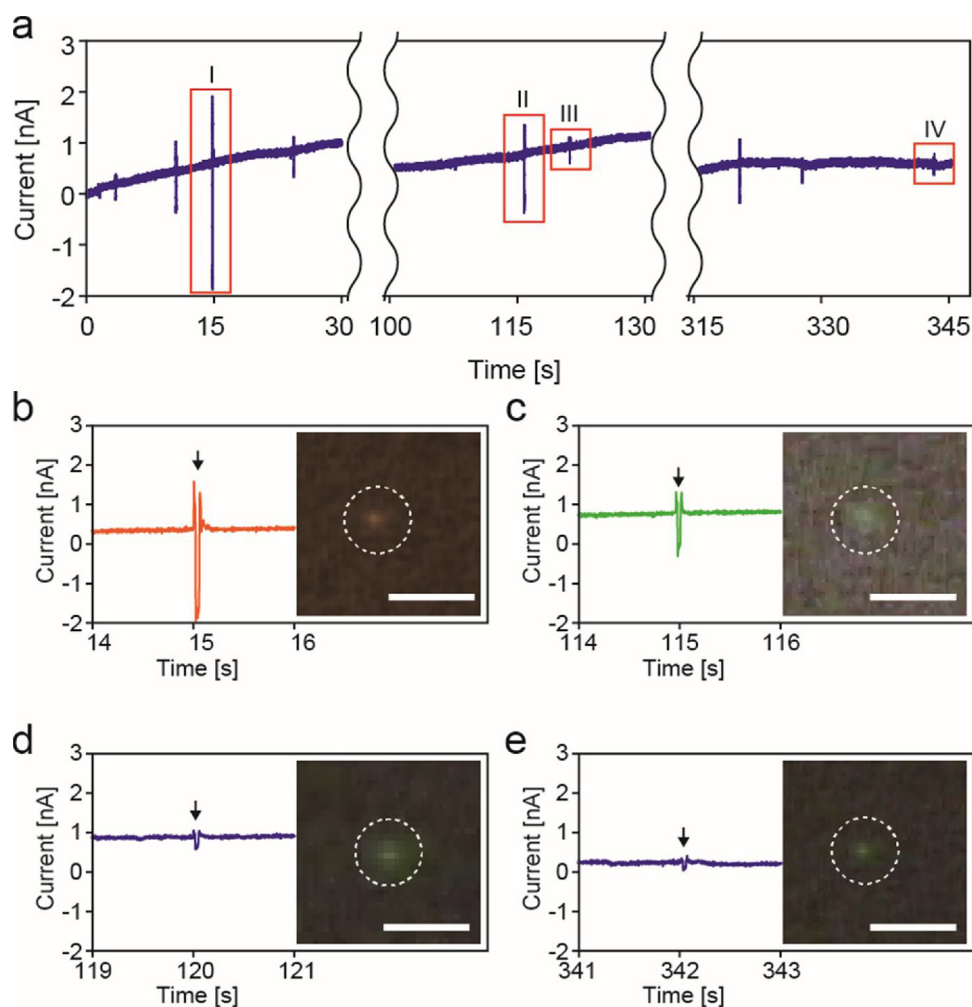 a
Current [nA]
3
2
1
0
-1
-2
I
II
III
IV
0 15 30 100 115 130 315 330 345
Time [s]
b
Current [nA]
3
2
1
0
-1
-2
14 15 16
Time [s]
c
Current [nA]
3
2
1
0
-1
-2
114 115 116
Time [s]
d
Current [nA]
3
2
1
0
-1
-2
119 120 121
Time [s]
e
Current [nA]
3
2
1
0
-1
-2
341 342 343
Time [s]